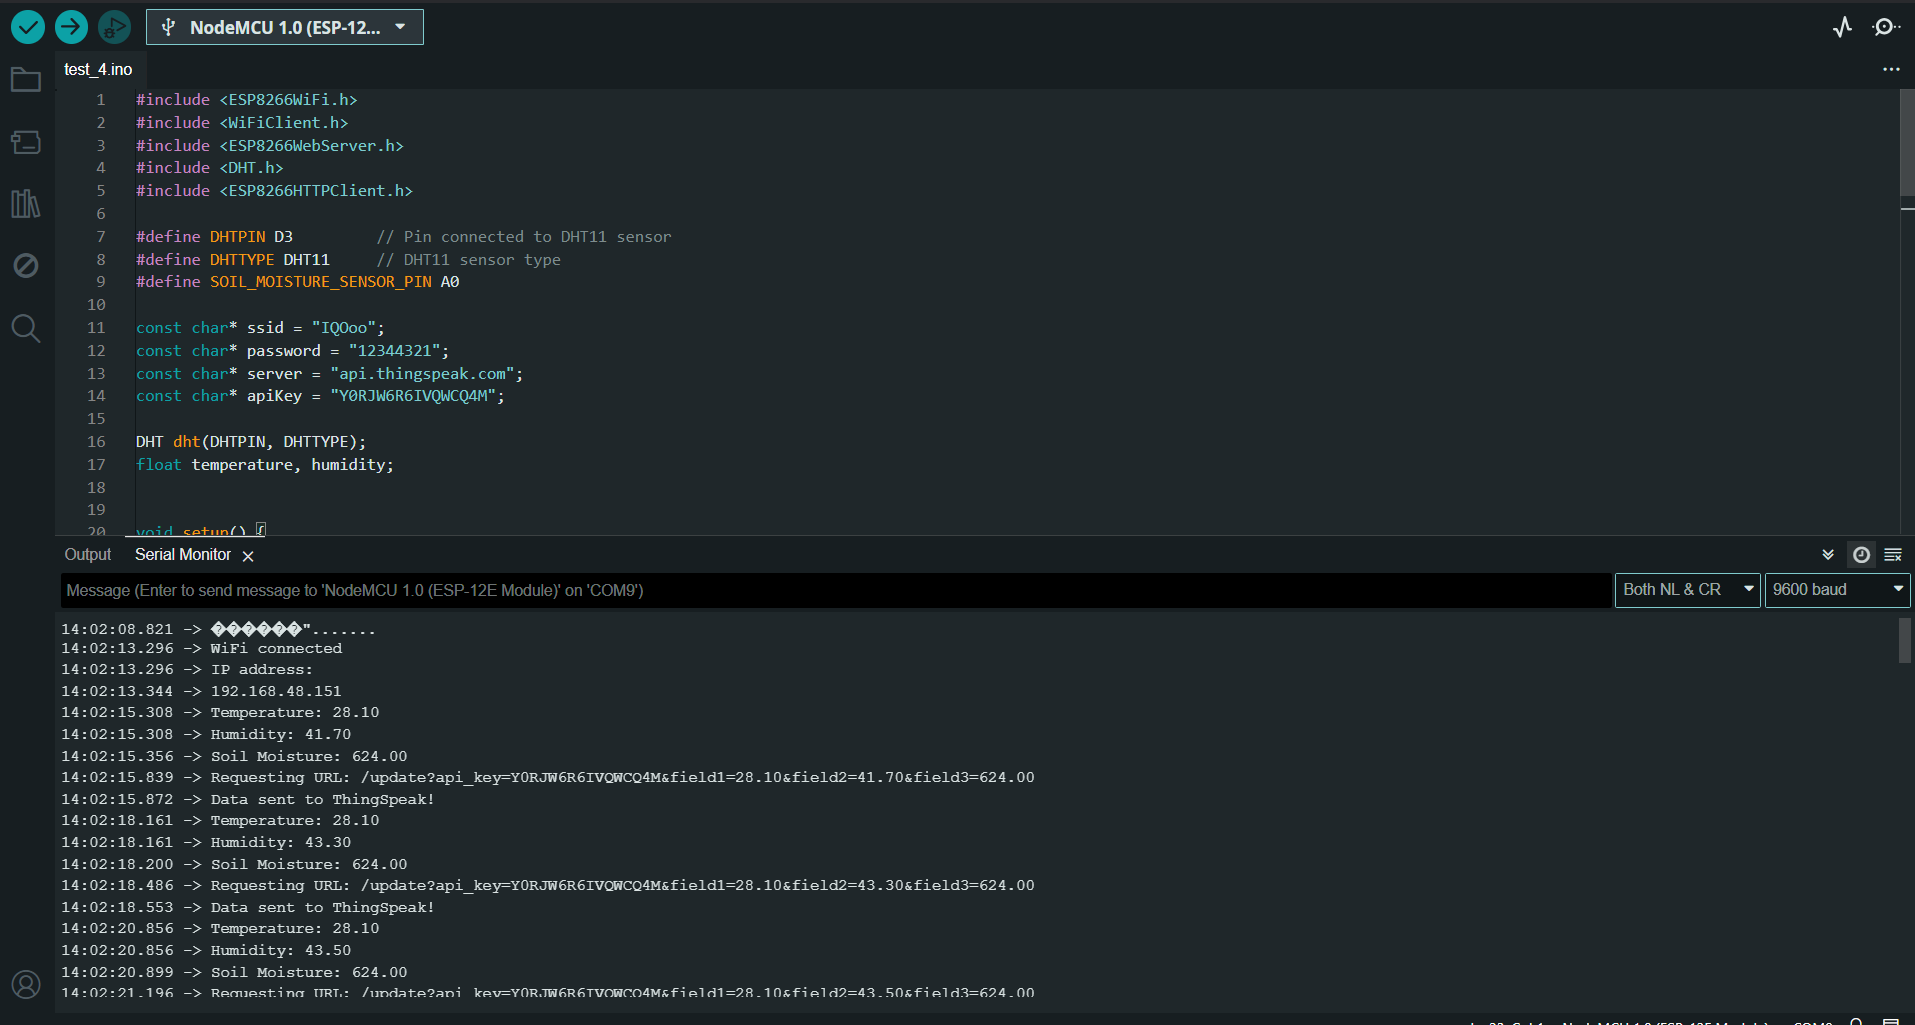 NodeMCU 1.0 (ESP-12...
test_4.ino
1 #include <ESP8266WiFi.h>
2 #include <WiFiClient.h>
3 #include <ESP8266WebServer.h>
4 #include <DHT.h>
5 #include <ESP8266HTTPClient.h>
6
7 #define DHTPIN D3 // Pin connected to DHT11 sensor
8 #define DHTTYPE DHT11 // DHT11 sensor type
9 #define SOIL_MOISTURE_SENSOR_PIN A0
10
11 const char* ssid = "IQOoo";
12 const char* password = "12344321";
13 const char* server = "api.thingspeak.com";
14 const char* apiKey = "Y0RJW6R6IVQWCQ4M";
15
16 DHT dht(DHTPIN, DHTTYPE);
17 float temperature, humidity;
18
19
20 void setup() {
Output Serial Monitor
Message (Enter to send message to 'NodeMCU 1.0 (ESP-12E Module)' on 'COM9') Both NL & CR 9600 baud
14:02:08.821 -> ������".......
14:02:13.296 -> WiFi connected
14:02:13.296 -> IP address:
14:02:13.344 -> 192.168.48.151
14:02:15.308 -> Temperature: 28.10
14:02:15.308 -> Humidity: 41.70
14:02:15.356 -> Soil Moisture: 624.00
14:02:15.839 -> Requesting URL: /update?api_key=Y0RJW6R6IVQWCQ4M&field1=28.10&field2=41.70&field3=624.00
14:02:15.872 -> Data sent to ThingSpeak!
14:02:18.161 -> Temperature: 28.10
14:02:18.161 -> Humidity: 43.30
14:02:18.200 -> Soil Moisture: 624.00
14:02:18.486 -> Requesting URL: /update?api_key=Y0RJW6R6IVQWCQ4M&field1=28.10&field2=43.30&field3=624.00
14:02:18.553 -> Data sent to ThingSpeak!
14:02:20.856 -> Temperature: 28.10
14:02:20.856 -> Humidity: 43.50
14:02:20.899 -> Soil Moisture: 624.00
14:02:21.196 -> Requesting URL: /update?api_key=Y0RJW6R6IVQWCQ4M&field1=28.10&field2=43.50&field3=624.00